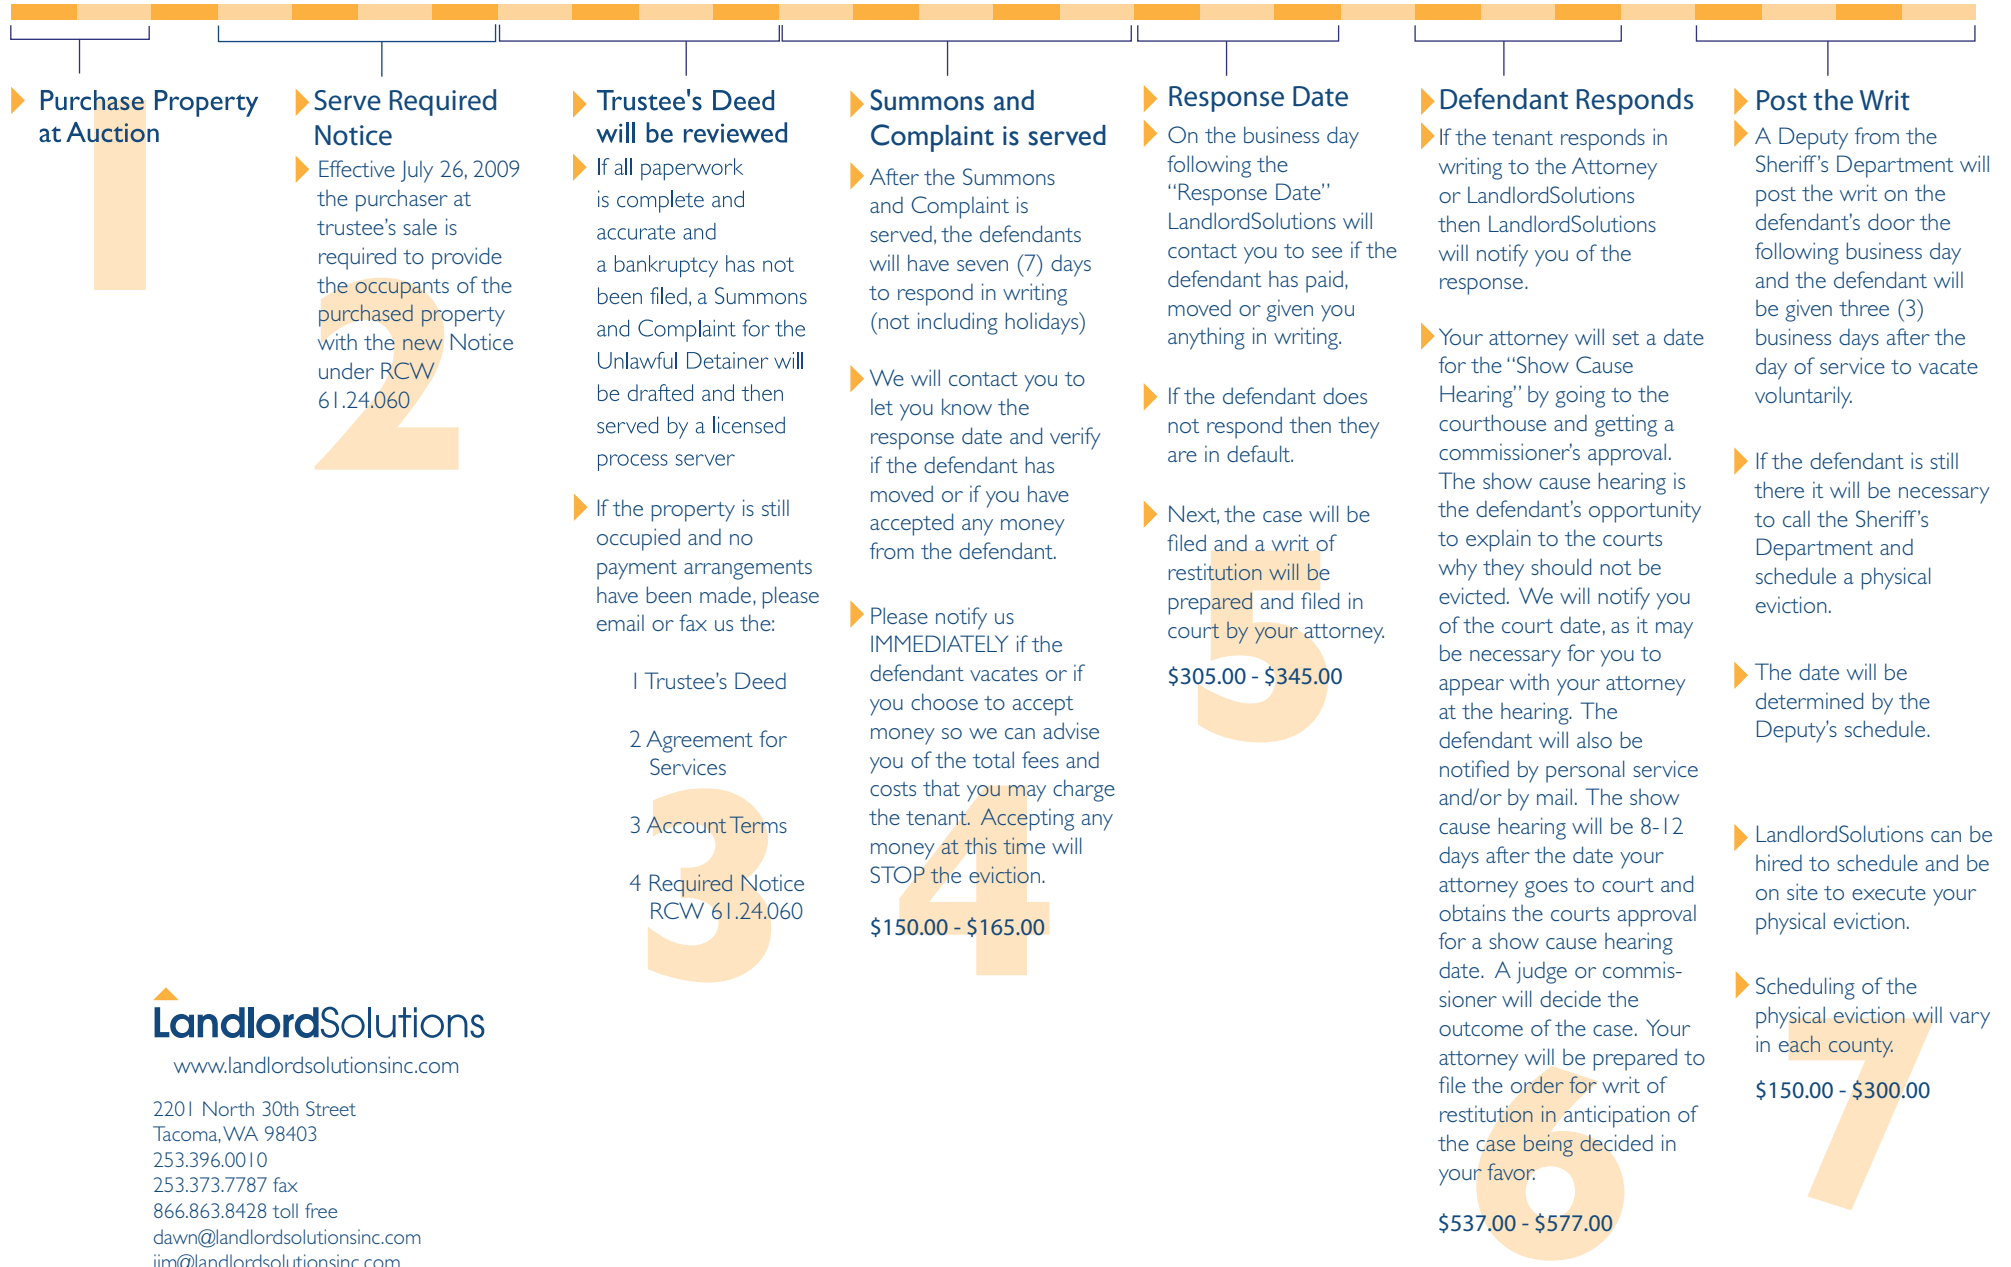 Purchase Property
at Auction
1
Serve Required
Notice
Effective July 26, 2009
the purchaser at
trustee's sale is
required to provide
the occupants of the
purchased property
with the new Notice
under RCW
61.24.060
2
Trustee's Deed
will be reviewed
If all paperwork
is complete and
accurate and
a bankruptcy has not
been filed, a Summons
and Complaint for the
Unlawful Detainer will
be drafted and then
served by a licensed
process server
If the property is still
occupied and no
payment arrangements
have been made, please
email or fax us the:
1 Trustee's Deed
2 Agreement for
Services
3 Account Terms
4 Required Notice
RCW 61.24.060
3
Summons and
Complaint is served
After the Summons
and Complaint is
served, the defendants
will have seven (7) days
to respond in writing
(not including holidays)
We will contact you to
let you know the
response date and verify
if the defendant has
moved or if you have
accepted any money
from the defendant.
Please notify us
IMMEDIATELY if the
defendant vacates or if
you choose to accept
money so we can advise
you of the total fees and
costs that you may charge
the tenant. Accepting any
money at this time will
STOP the eviction.
$150.00 - $165.00
4
Response Date
On the business day
following the
"Response Date"
LandlordSolutions will
contact you to see if the
defendant has paid,
moved or given you
anything in writing.
If the defendant does
not respond then they
are in default.
Next, the case will be
filed and a writ of
restitution will be
prepared and filed in
court by your attorney.
$305.00 - $345.00
5
Defendant Responds
If the tenant responds in
writing to the Attorney
or LandlordSolutions
then LandlordSolutions
will notify you of the
response.
Your attorney will set a date
for the "Show Cause
Hearing" by going to the
courthouse and getting a
commissioner's approval.
The show cause hearing is
the defendant's opportunity
to explain to the courts
why they should not be
evicted. We will notify you
of the court date, as it may
be necessary for you to
appear with your attorney
at the hearing. The
defendant will also be
notified by personal service
and/or by mail. The show
cause hearing will be 8-12
days after the date your
attorney goes to court and
obtains the courts approval
for a show cause hearing
date. A judge or commis-
sioner will decide the
outcome of the case. Your
attorney will be prepared to
file the order for writ of
restitution in anticipation of
the case being decided in
your favor.
$537.00 - $577.00
6
Post the Writ
A Deputy from the
Sheriff's Department will
post the writ on the
defendant's door the
following business day
and the defendant will
be given three (3)
business days after the
day of service to vacate
voluntarily.
If the defendant is still
there it will be necessary
to call the Sheriff's
Department and
schedule a physical
eviction.
The date will be
determined by the
Deputy's schedule.
LandlordSolutions can be
hired to schedule and be
on site to execute your
physical eviction.
Scheduling of the
physical eviction will vary
in each county.
$150.00 - $300.00
7
LandlordSolutions
www.landlordsolutionsinc.com
2201 North 30th Street
Tacoma, WA 98403
253.396.0010
253.373.7787 fax
866.863.8428 toll free
dawn@landlordsolutionsinc.com
jim@landlordsolutionsinc.com